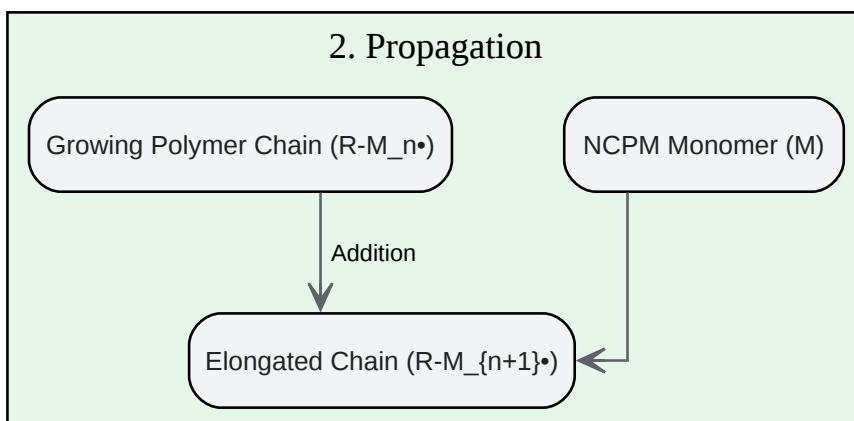 2. Propagation
Growing Polymer Chain (R-M_n•)
NCPM Monomer (M)
Addition
Elongated Chain (R-M_{n+1}•)